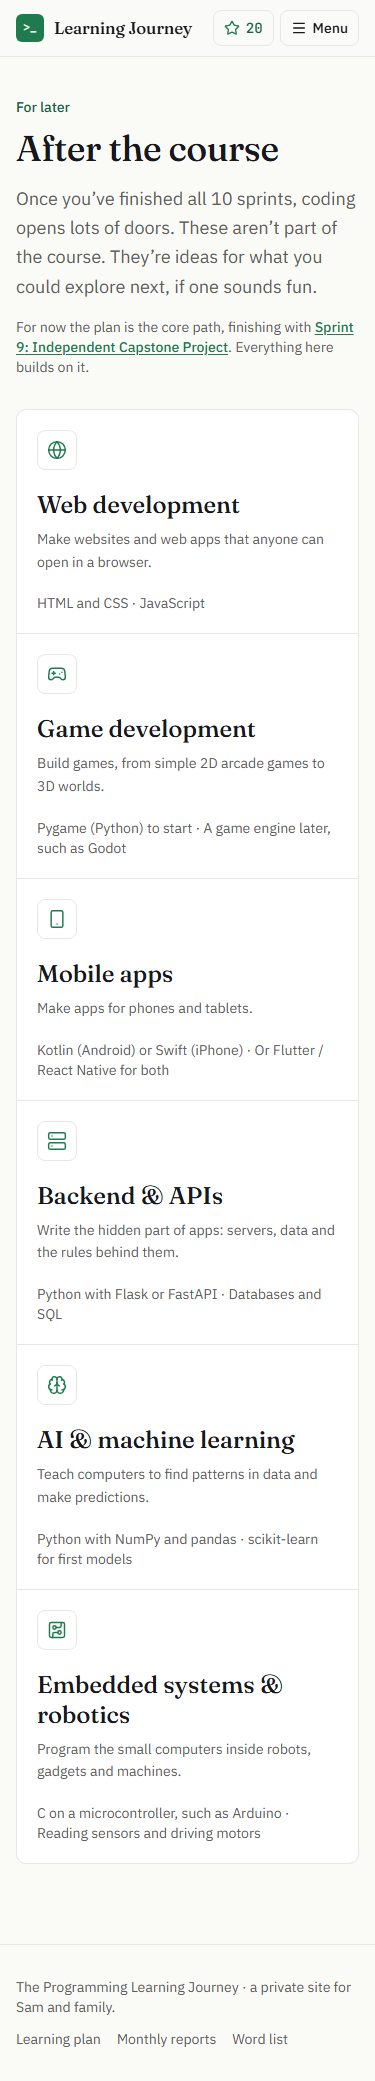 >_ Learning Journey 20 Menu
For later
After the course
Once you’ve finished all 10 sprints, coding
opens lots of doors. These aren’t part of
the course. They’re ideas for what you
could explore next, if one sounds fun.
For now the plan is the core path, finishing with Sprint
9: Independent Capstone Project. Everything here
builds on it.
Web development
Make websites and web apps that anyone can
open in a browser.
HTML and CSS · JavaScript
Game development
Build games, from simple 2D arcade games to
3D worlds.
Pygame (Python) to start · A game engine later,
such as Godot
Mobile apps
Make apps for phones and tablets.
Kotlin (Android) or Swift (iPhone) · Or Flutter /
React Native for both
Backend & APIs
Write the hidden part of apps: servers, data and
the rules behind them.
Python with Flask or FastAPI · Databases and
SQL
AI & machine learning
Teach computers to find patterns in data and
make predictions.
Python with NumPy and pandas · scikit-learn
for first models
Embedded systems &
robotics
Program the small computers inside robots,
gadgets and machines.
C on a microcontroller, such as Arduino ·
Reading sensors and driving motors
The Programming Learning Journey · a private site for
Sam and family.
Learning plan Monthly reports Word list